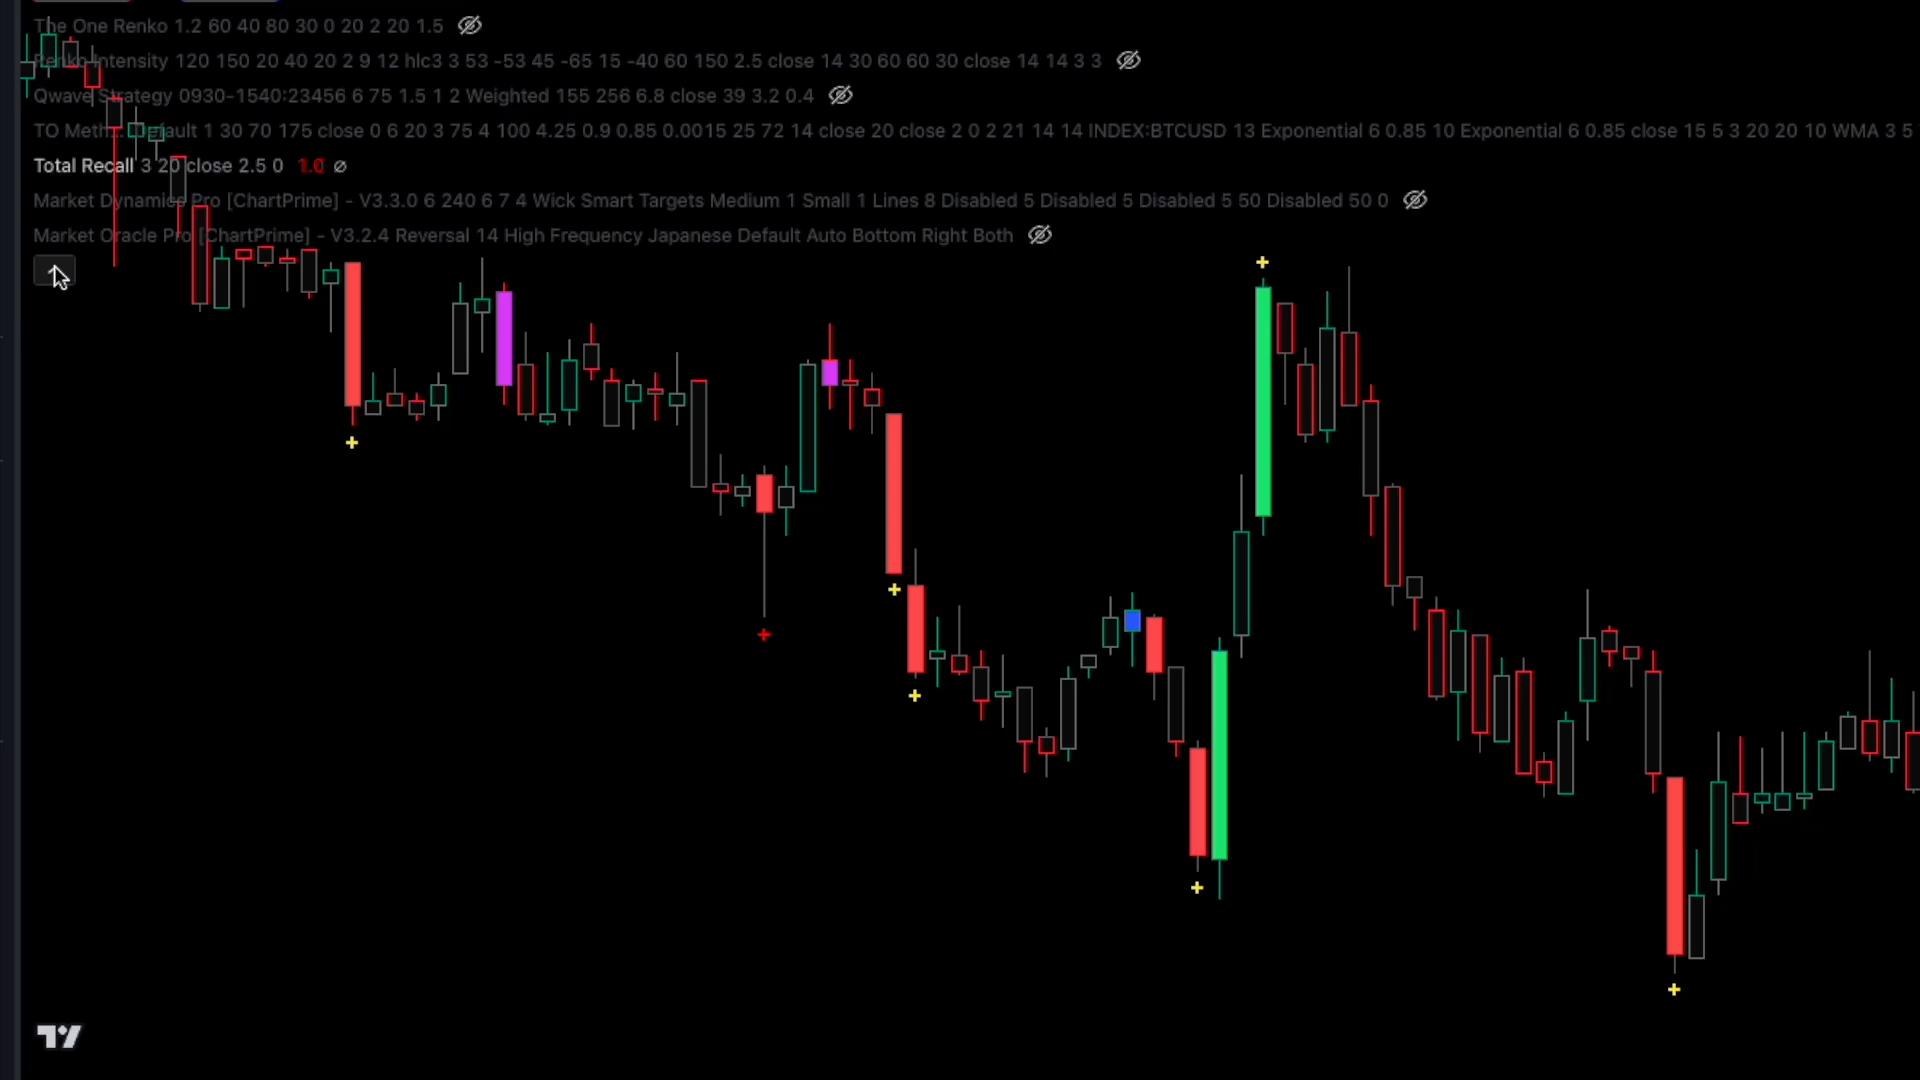 The One Renko 1.2 60 40 80 30 0 20 2 20 1.5
Renko Intensity 120 150 20 40 20 2 9 12 hlc3 3 53 -53 45 -65 15 -40 60 150 2.5 close 14 30 60 60 30 close 14 14 3 3
Qwave Strategy 0930-1540:23456 6 75 1.5 1 2 Weighted 155 256 6.8 close 39 3.2 0.4
TO Meth... Default 1 30 70 175 close 0 6 20 3 75 4 100 4.25 0.9 0.85 0.0015 25 72 14 close 20 close 2 0 2 21 14 14 INDEX:BTCUSD 13 Exponential 6 0.85 10 Exponential 6 0.85 close 15 5 3 20 20 10 WMA 3 5
Total Recall 3 20 close 2.5 0 1.0 ∅
Market Dynamics Pro [ChartPrime] - V3.3.0 6 240 6 7 4 Wick Smart Targets Medium 1 Small 1 Lines 8 Disabled 5 Disabled 5 Disabled 5 50 Disabled 50 0
Market Oracle Pro [ChartPrime] - V3.2.4 Reversal 14 High Frequency Japanese Default Auto Bottom Right Both